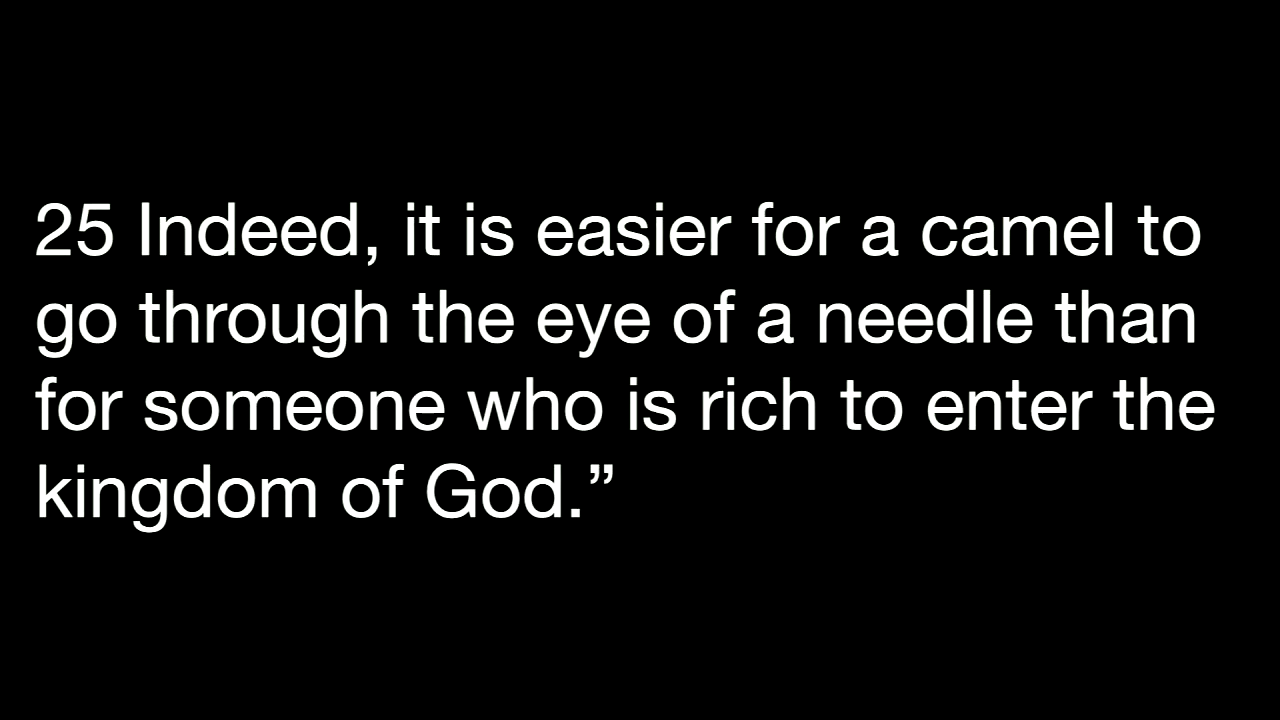 25 Indeed, it is easier for a camel to
go through the eye of a needle than
for someone who is rich to enter the
kingdom of God.”